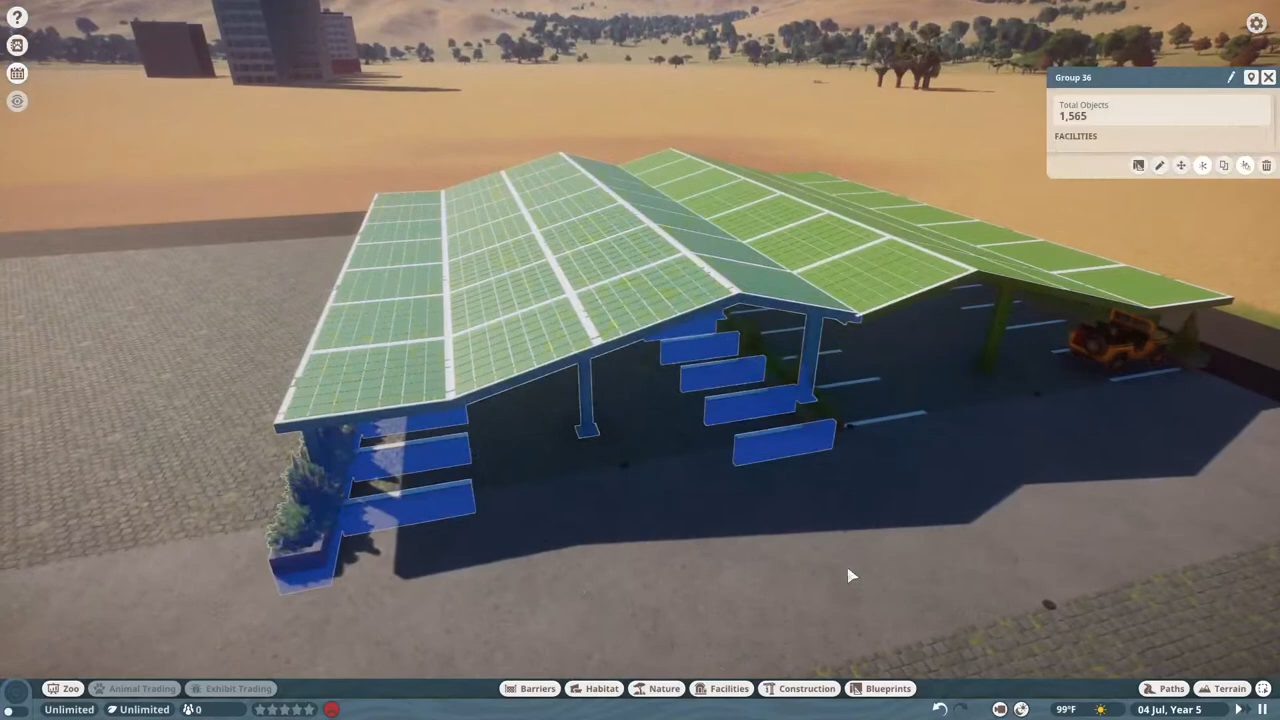 Group 36
Total Objects
1,565
FACILITIES
Zoo
Animal Trading
Exhibit Trading
Barriers
Habitat
Nature
Facilities
Construction
Blueprints
Paths
Terrain
Unlimited
Unlimited
0
99°F
04 Jul, Year 5